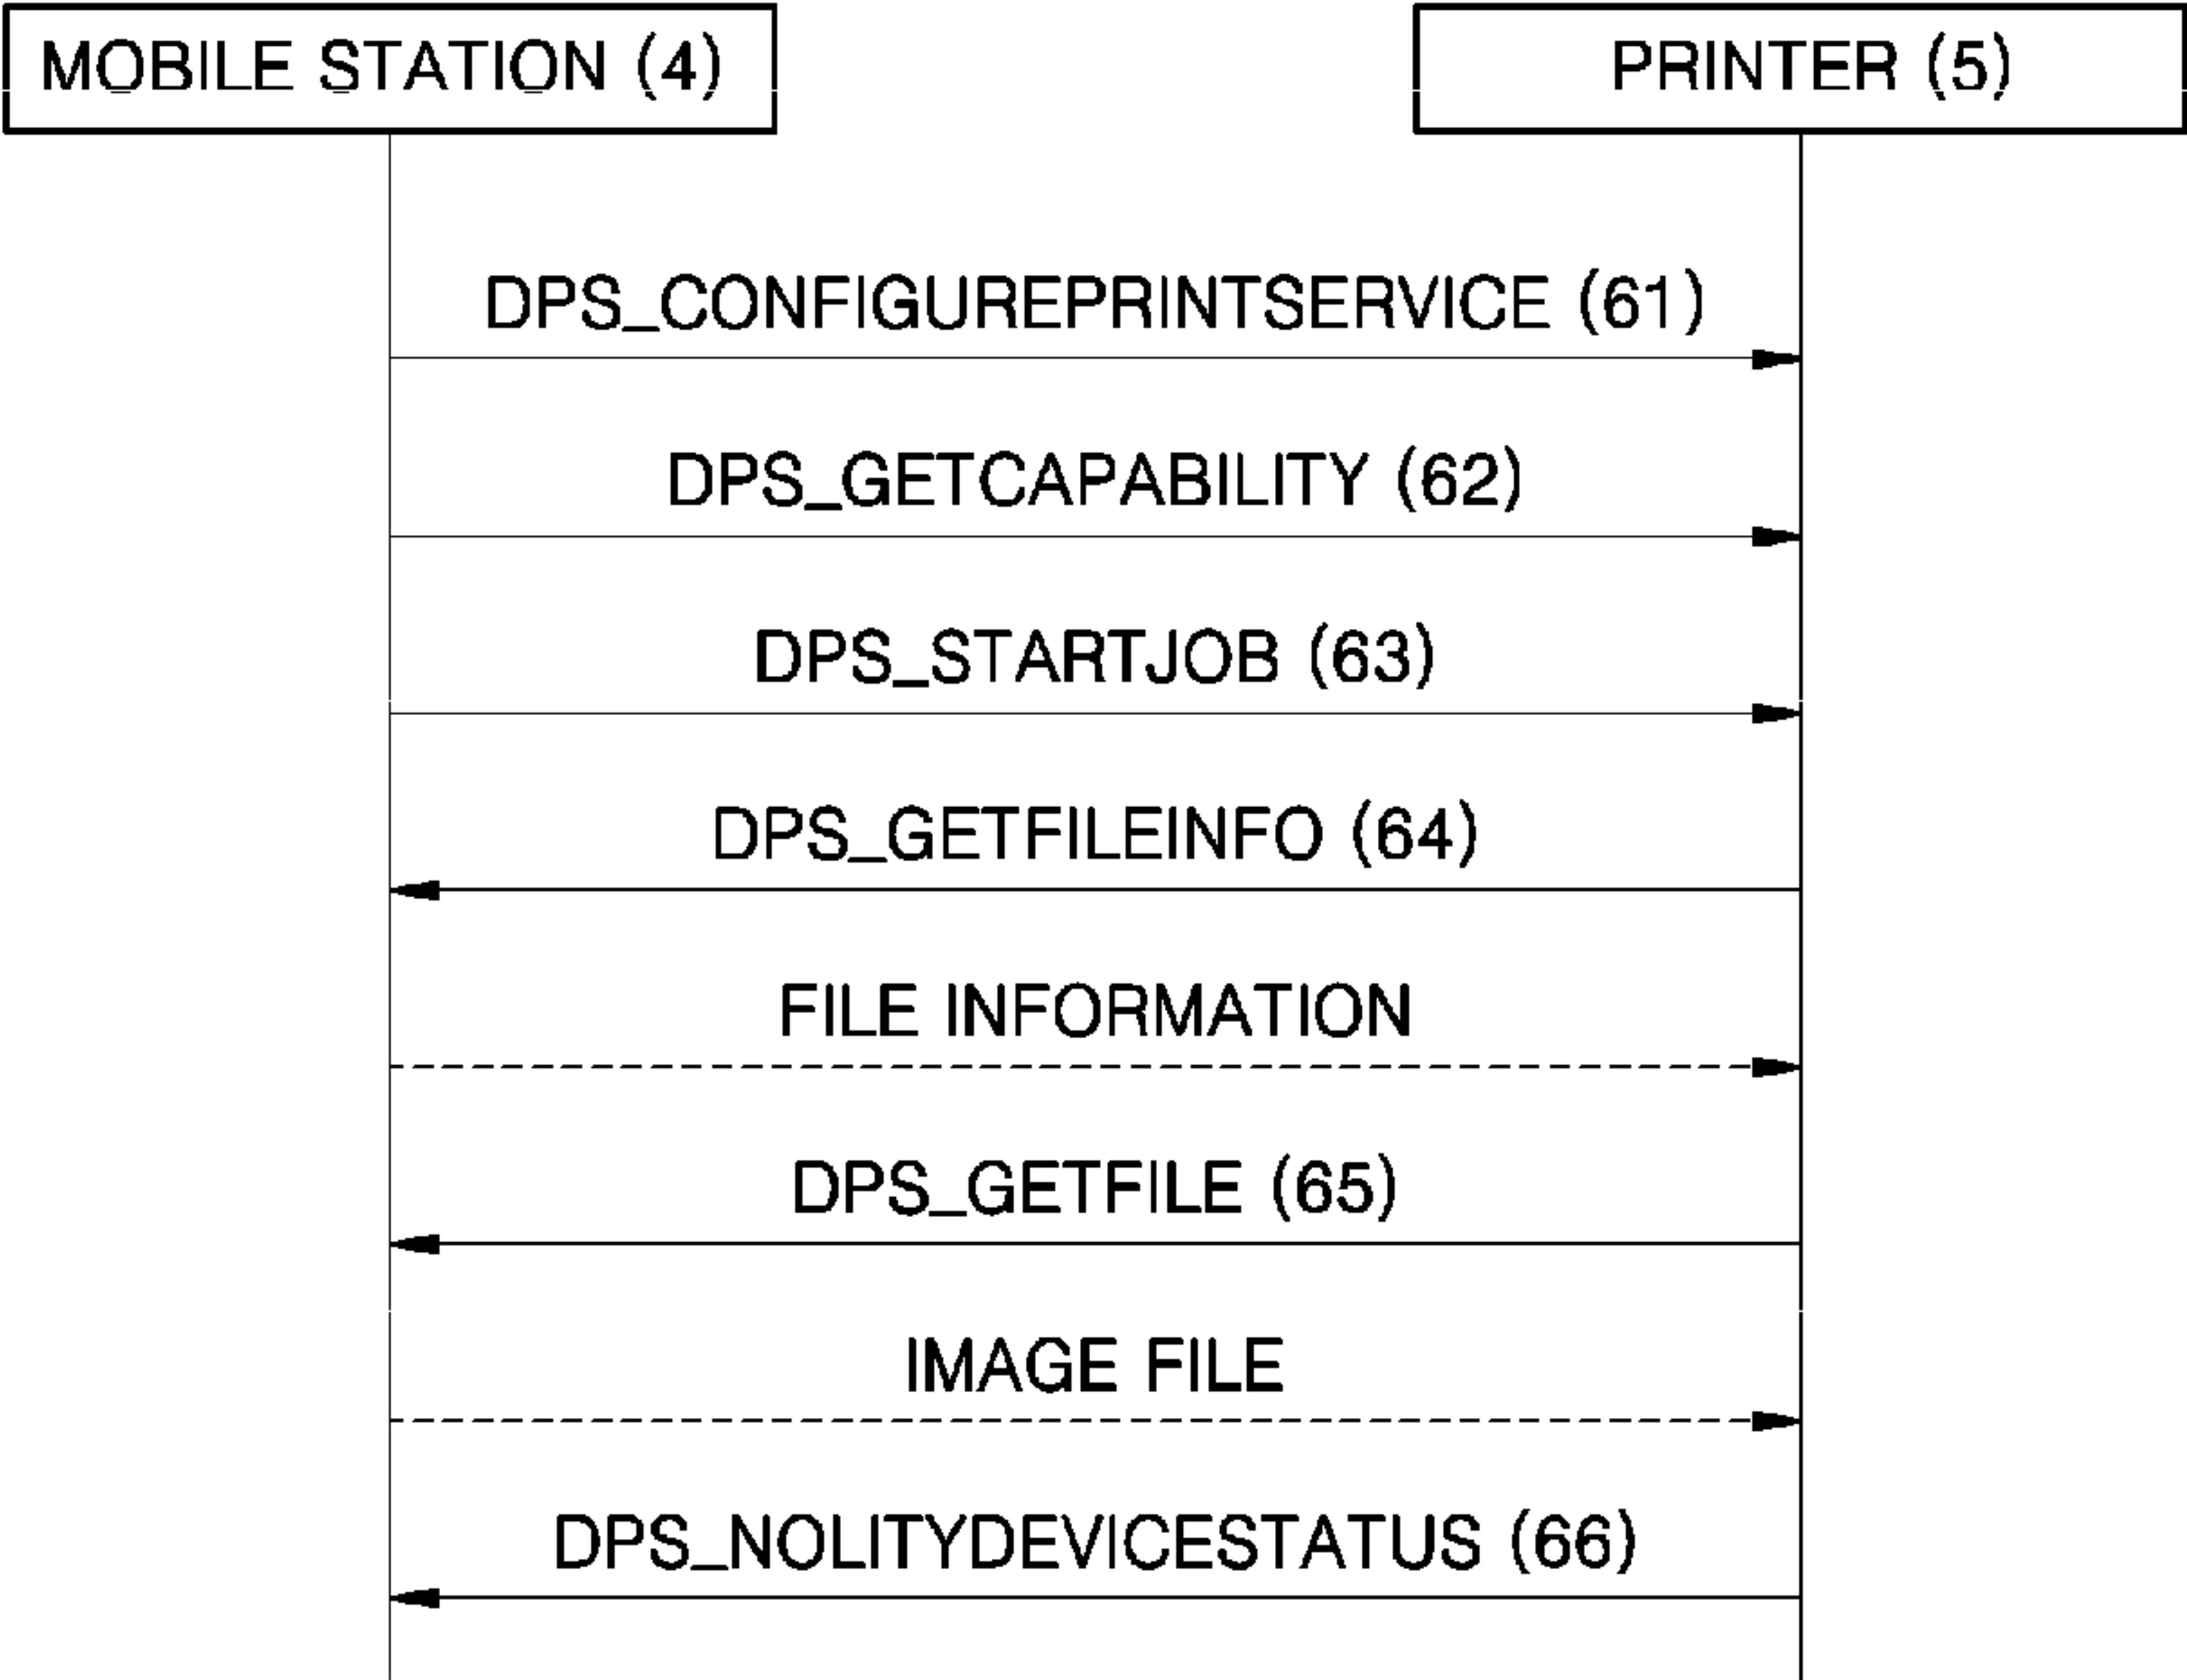 MOBILE STATION (4)
PRINTER (5)
DPS_CONFIGUREPRINTSERVICE (61)
DPS_GETCAPABILITY (62)
DPS_STARTJOB (63)
DPS_GETFILEINFO (64)
FILE INFORMATION
DPS_GETFILE (65)
IMAGE FILE
DPS_NOLITYDEVICESTATUS (66)